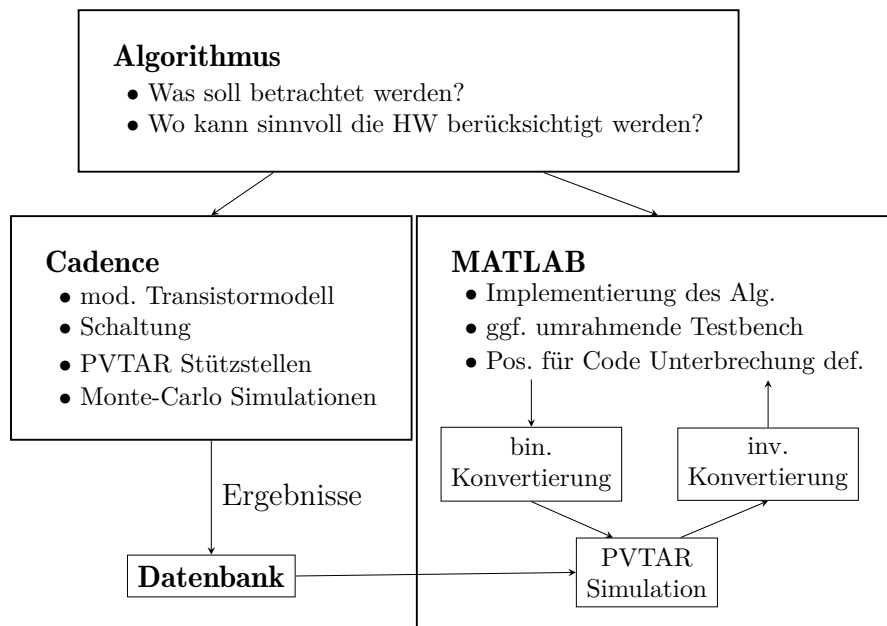 Algorithmus
• Was soll betrachtet werden?
• Wo kann sinnvoll die HW berücksichtigt werden?
Cadence
• mod. Transistormodell
• Schaltung
• PVTAR Stützstellen
• Monte-Carlo Simulationen
MATLAB
• Implementierung des Alg.
• ggf. umrahmende Testbench
• Pos. für Code Unterbrechung def.
bin.
Konvertierung
inv.
Konvertierung
Ergebnisse
Datenbank
PVTAR
Simulation